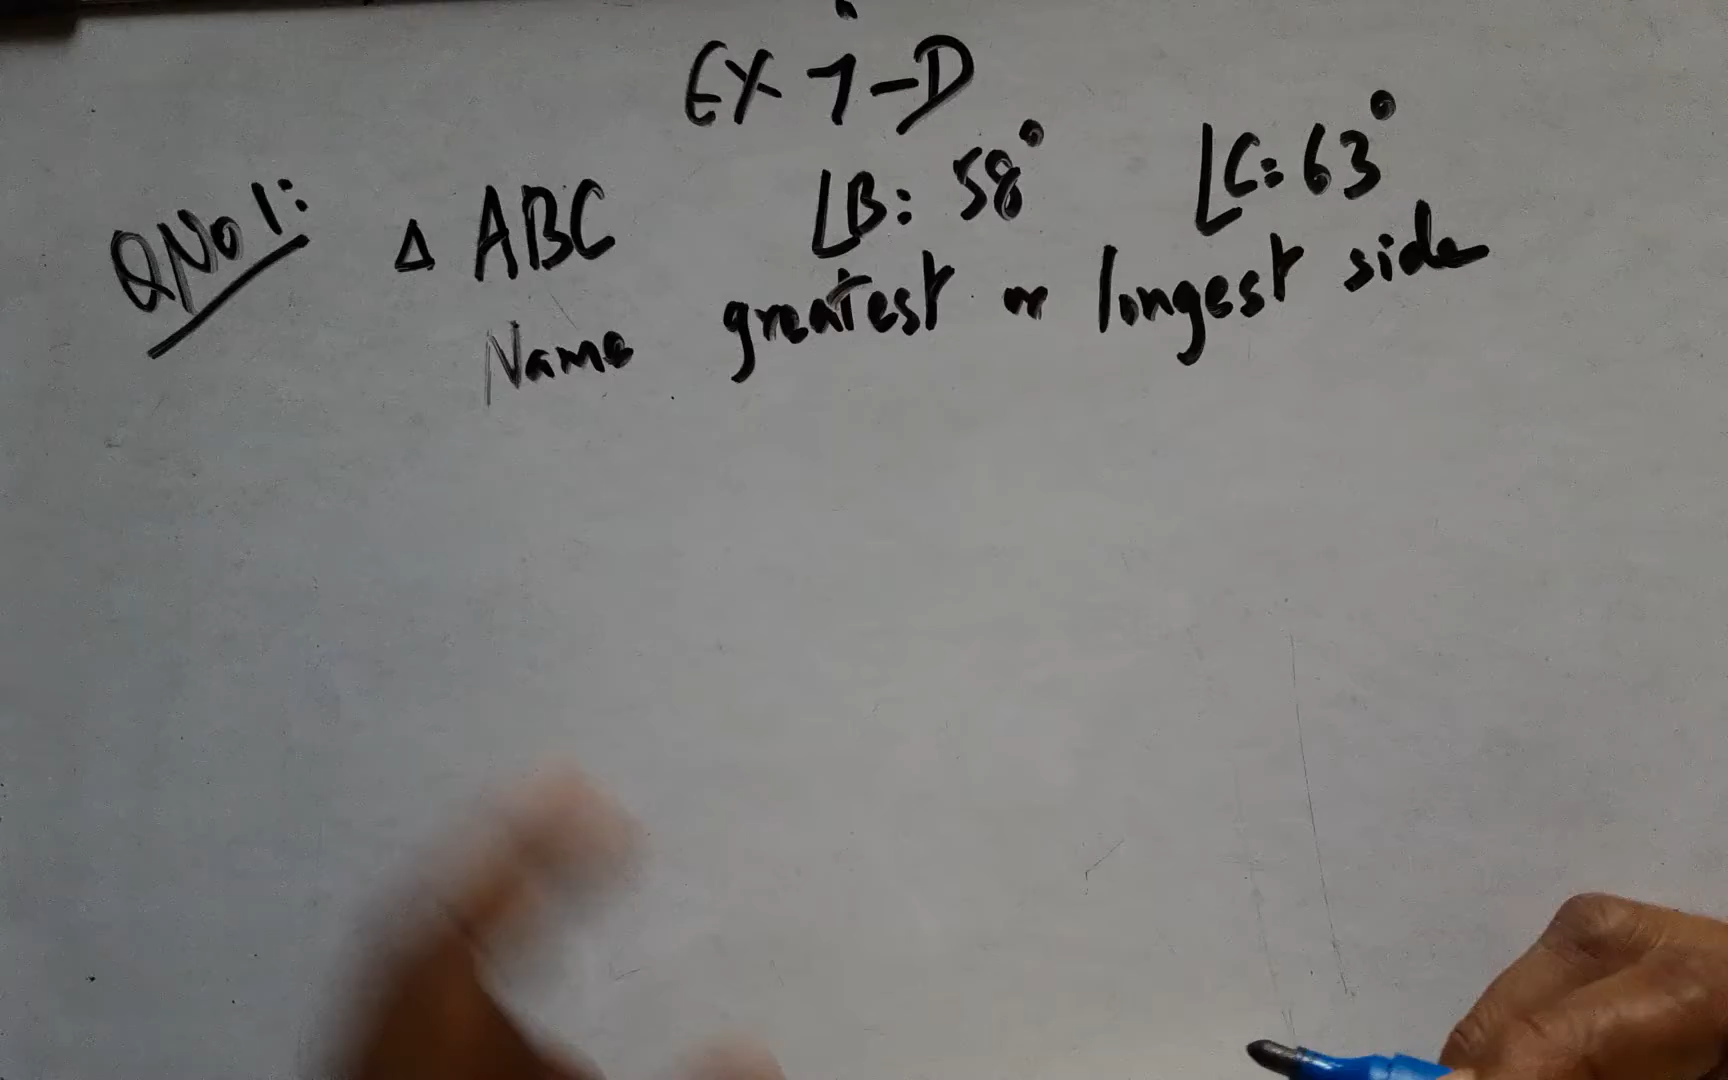 Ex 7-D
QNo 1: Δ ABC ∠B: 58° ∠C: 63°
Name greatest or longest side